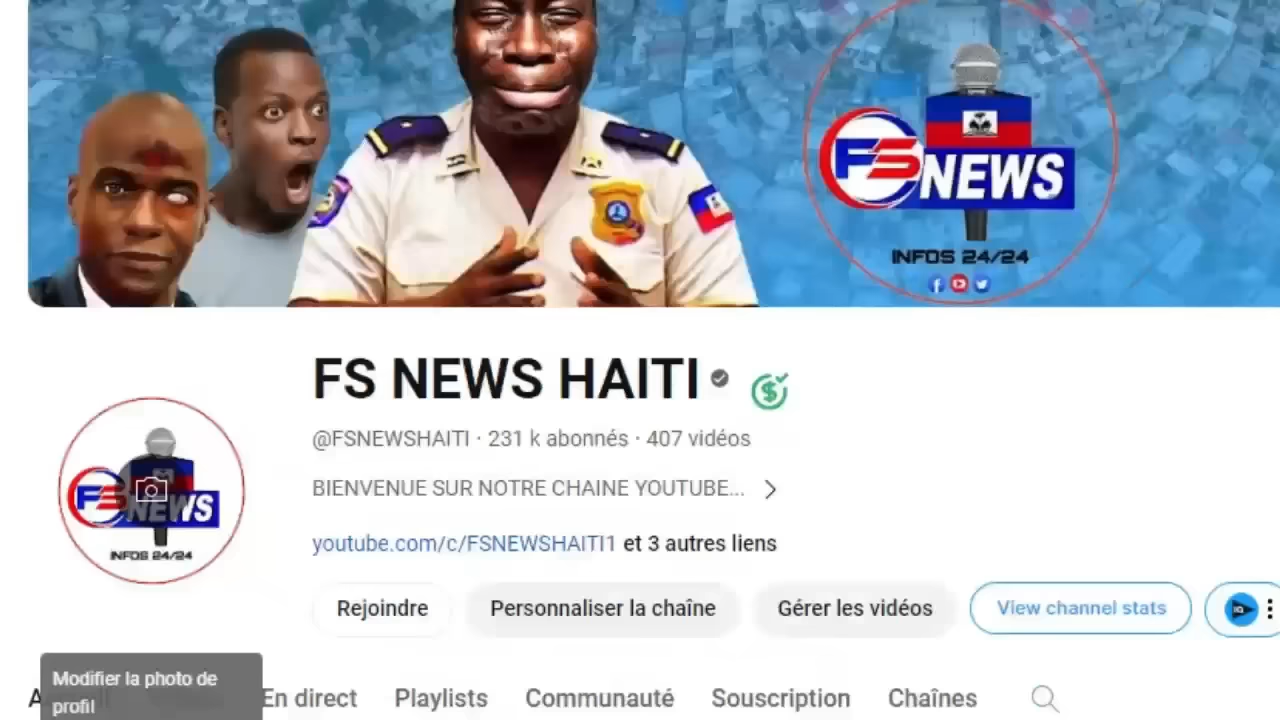 FS NEWS
INFOS 24/24
FS NEWS HAITI
@FSNEWSHAITI · 231 k abonnés · 407 vidéos
BIENVENUE SUR NOTRE CHAINE YOUTUBE...
youtube.com/c/FSNEWSHAITI1 et 3 autres liens
FS NEWS
INFOS 24/24
Rejoindre Personnaliser la chaîne Gérer les vidéos View channel stats
Modifier la photo de
profil
En direct Playlists Communauté Souscription Chaînes